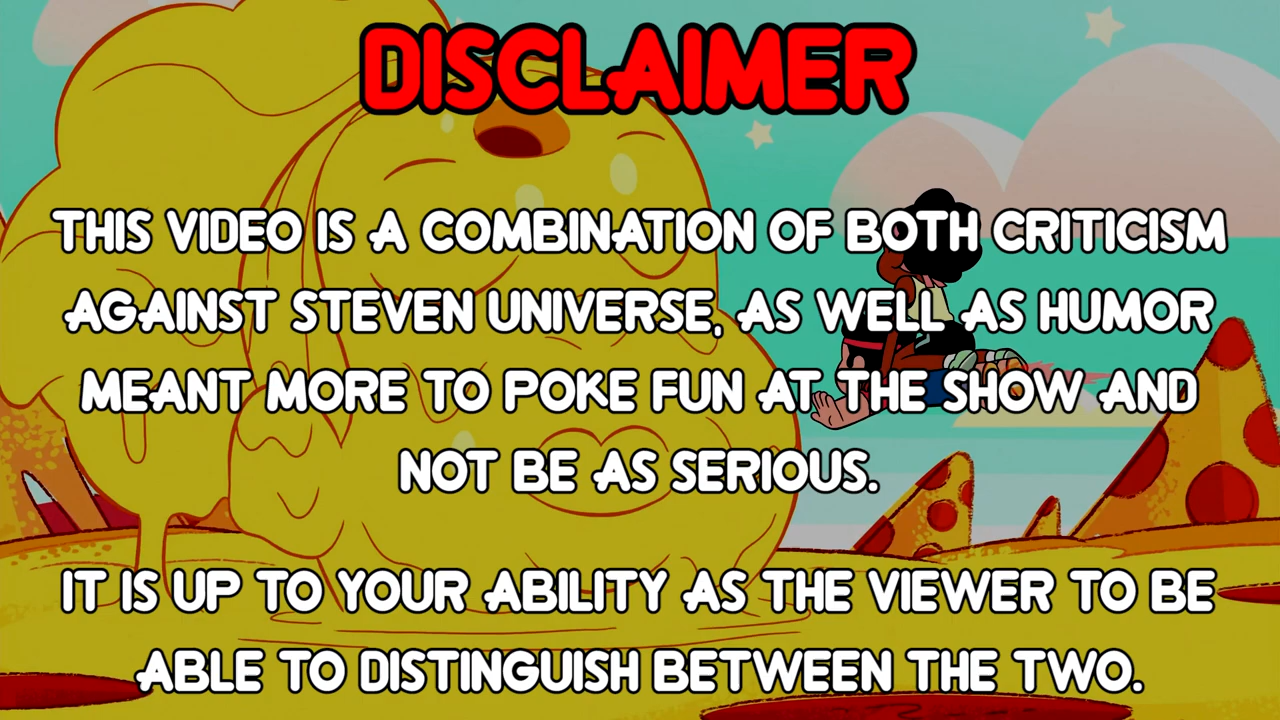 DISCLAIMER
THIS VIDEO IS A COMBINATION OF BOTH CRITICISM
AGAINST STEVEN UNIVERSE, AS WELL AS HUMOR
MEANT MORE TO POKE FUN AT THE SHOW AND
NOT BE AS SERIOUS.
IT IS UP TO YOUR ABILITY AS THE VIEWER TO BE
ABLE TO DISTINGUISH BETWEEN THE TWO.